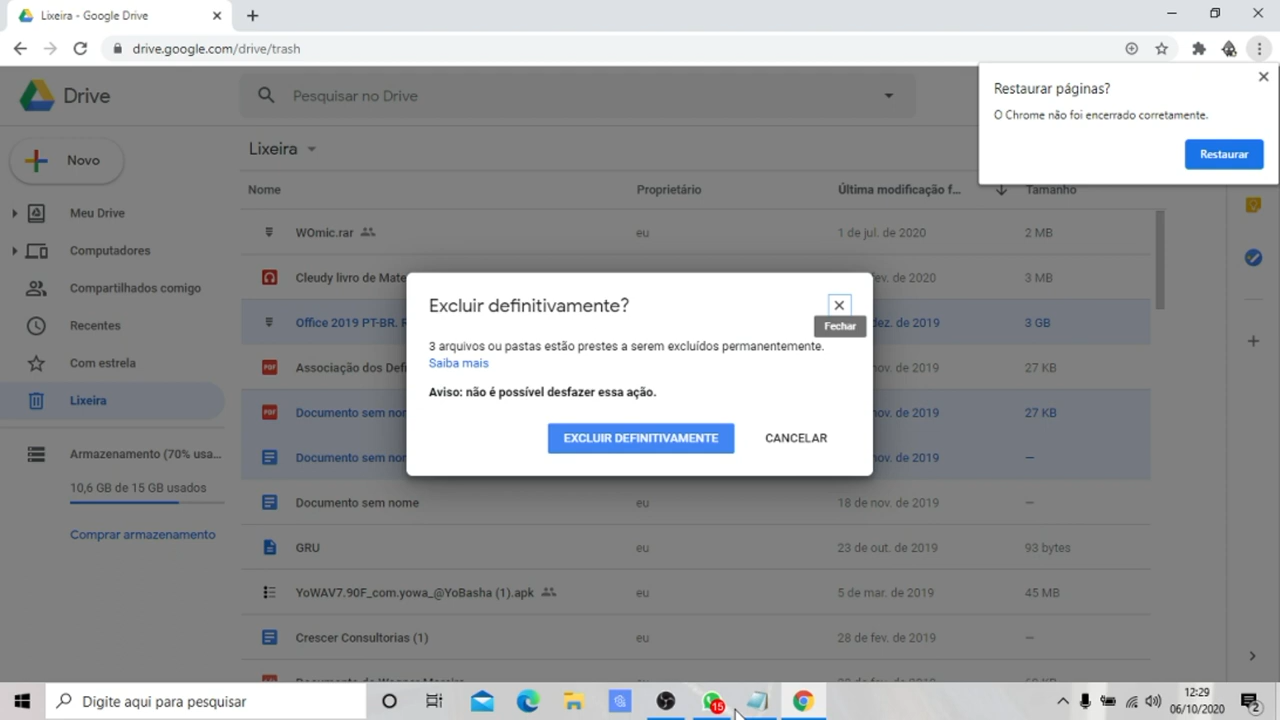 Lixeira - Google Drive
drive.google.com/drive/trash
Drive
Pesquisar no Drive
Restaurar páginas?
O Chrome não foi encerrado corretamente.
Restaurar
Novo
Meu Drive
Computadores
Compartilhados comigo
Recentes
Com estrela
Lixeira
Armazenamento (70% usa...
10,6 GB de 15 GB usados
Comprar armazenamento
Lixeira
Nome Proprietário Última modificação f... Tamanho
WOmic.rar eu 1 de jul. de 2020 2 MB
Cleudy livro de Mate fev. de 2020 3 MB
Office 2019 PT-BR. dez. de 2019 3 GB
Associação dos Defi nov. de 2019 27 KB
Documento sem nor nov. de 2019 27 KB
Documento sem nor nov. de 2019 —
Documento sem nome eu 18 de nov. de 2019 —
GRU eu 23 de out. de 2019 93 bytes
YoWAV7.90F_com.yowa_@YoBasha (1).apk eu 5 de mar. de 2019 45 MB
Crescer Consultorias (1) eu 28 de fev. de 2019 —
Excluir definitivamente?
Fechar
3 arquivos ou pastas estão prestes a serem excluídos permanentemente.
Saiba mais
Aviso: não é possível desfazer essa ação.
EXCLUIR DEFINITIVAMENTE CANCELAR
Digite aqui para pesquisar
15
12:29
06/10/2020
2